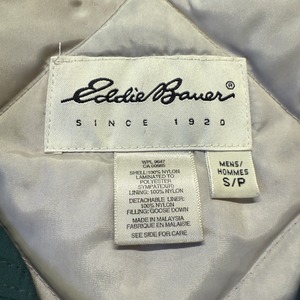 Eddie Bauer®
SINCE 1920
WPL 9647
CA 00665
SHELL:100% NYLON
LAMINATED TO
POLYESTER
SYMPATEX(R)
LINING: 100% NYLON
DETACHABLE LINER:
100% NYLON
FILLING: GOOSE DOWN
MADE IN MALAYSIA
FABRIQUE EN MALAISIE
SEE SIDE FOR CARE
MENS/
HOMMES
S/P